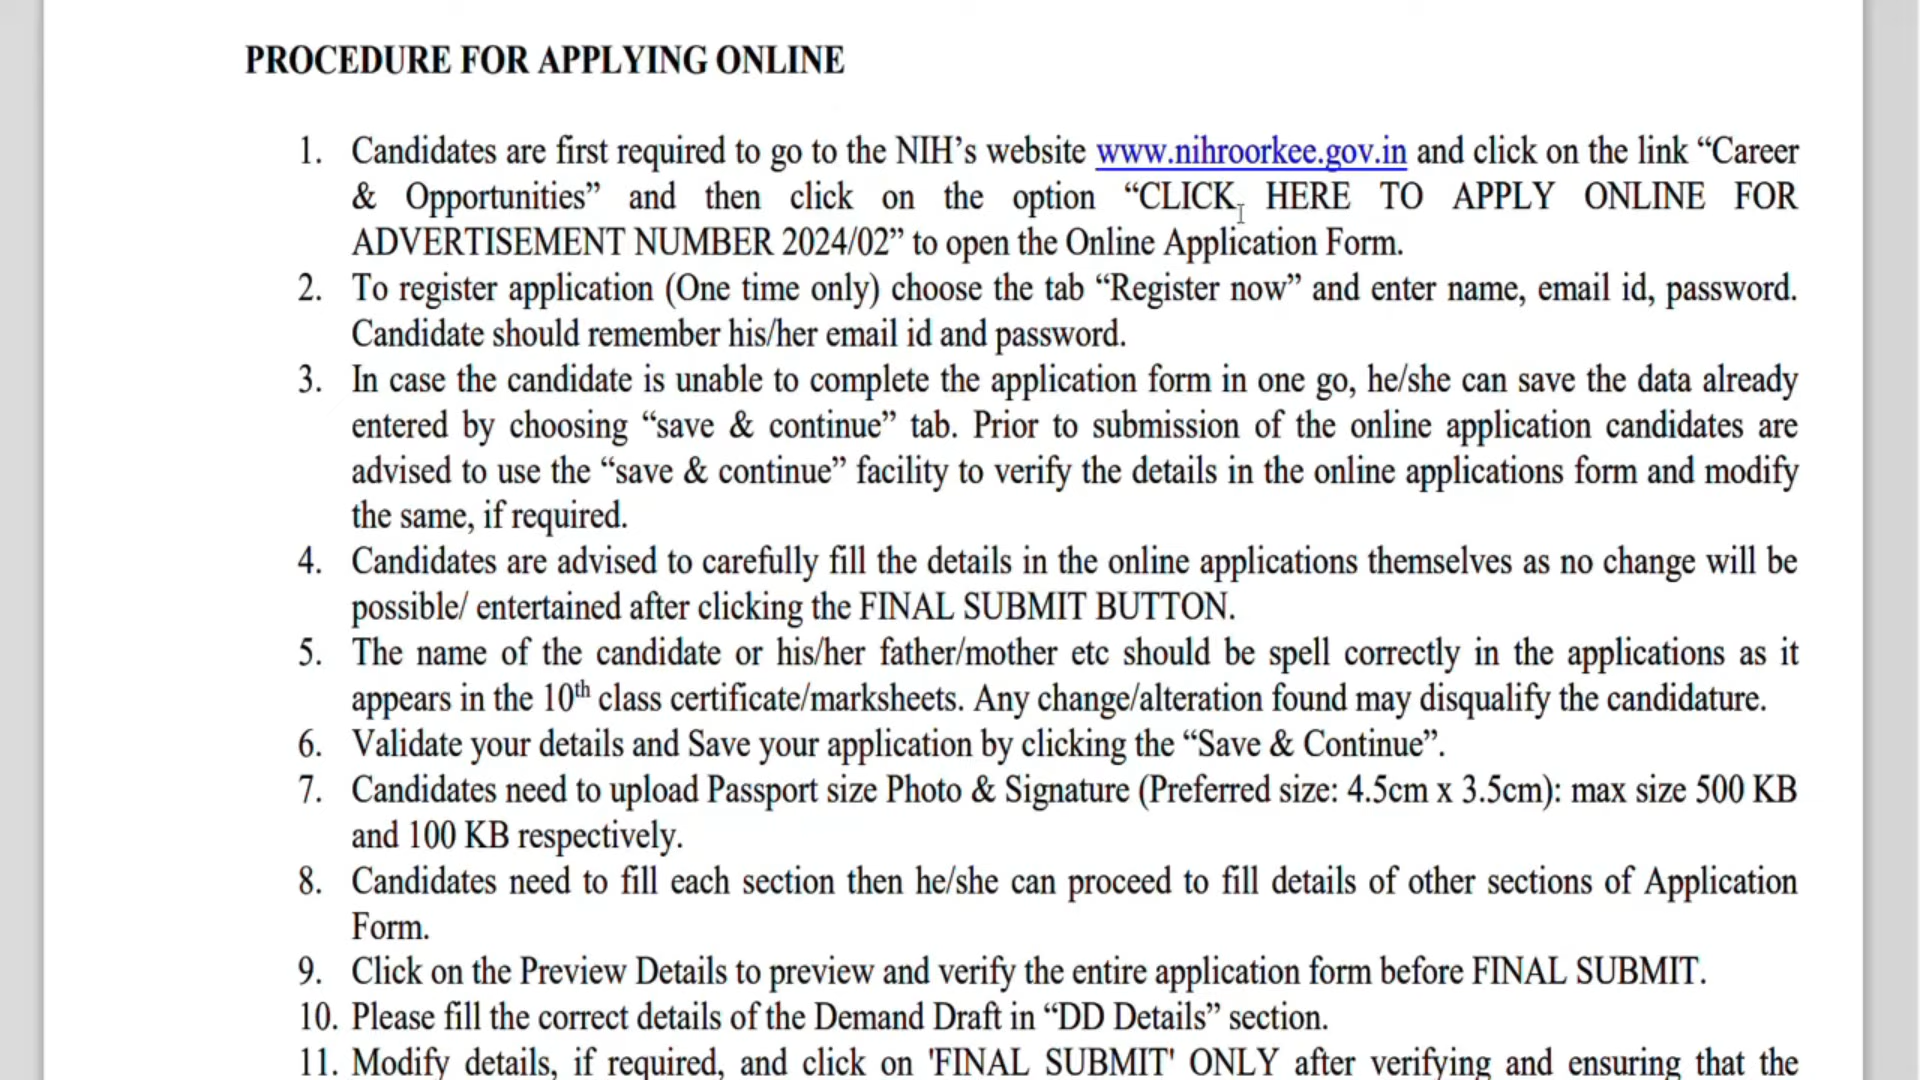 PROCEDURE FOR APPLYING ONLINE
1. Candidates are first required to go to the NIH’s website www.nihroorkee.gov.in and click on the link “Career
& Opportunities” and then click on the option “CLICK HERE TO APPLY ONLINE FOR
ADVERTISEMENT NUMBER 2024/02” to open the Online Application Form.
2. To register application (One time only) choose the tab “Register now” and enter name, email id, password.
Candidate should remember his/her email id and password.
3. In case the candidate is unable to complete the application form in one go, he/she can save the data already
entered by choosing “save & continue” tab. Prior to submission of the online application candidates are
advised to use the “save & continue” facility to verify the details in the online applications form and modify
the same, if required.
4. Candidates are advised to carefully fill the details in the online applications themselves as no change will be
possible/ entertained after clicking the FINAL SUBMIT BUTTON.
5. The name of the candidate or his/her father/mother etc should be spell correctly in the applications as it
appears in the 10th class certificate/marksheets. Any change/alteration found may disqualify the candidature.
6. Validate your details and Save your application by clicking the “Save & Continue”.
7. Candidates need to upload Passport size Photo & Signature (Preferred size: 4.5cm x 3.5cm): max size 500 KB
and 100 KB respectively.
8. Candidates need to fill each section then he/she can proceed to fill details of other sections of Application
Form.
9. Click on the Preview Details to preview and verify the entire application form before FINAL SUBMIT.
10. Please fill the correct details of the Demand Draft in “DD Details” section.
11. Modify details, if required, and click on 'FINAL SUBMIT' ONLY after verifying and ensuring that the